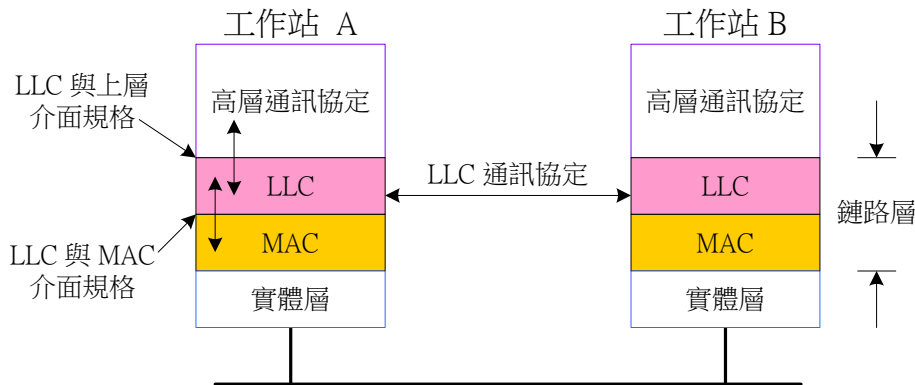 工作站 A
工作站 B
LLC 與上層
介面規格
高層通訊協定
高層通訊協定
LLC
LLC 通訊協定
LLC
鏈路層
MAC
MAC
LLC 與 MAC
介面規格
實體層
實體層